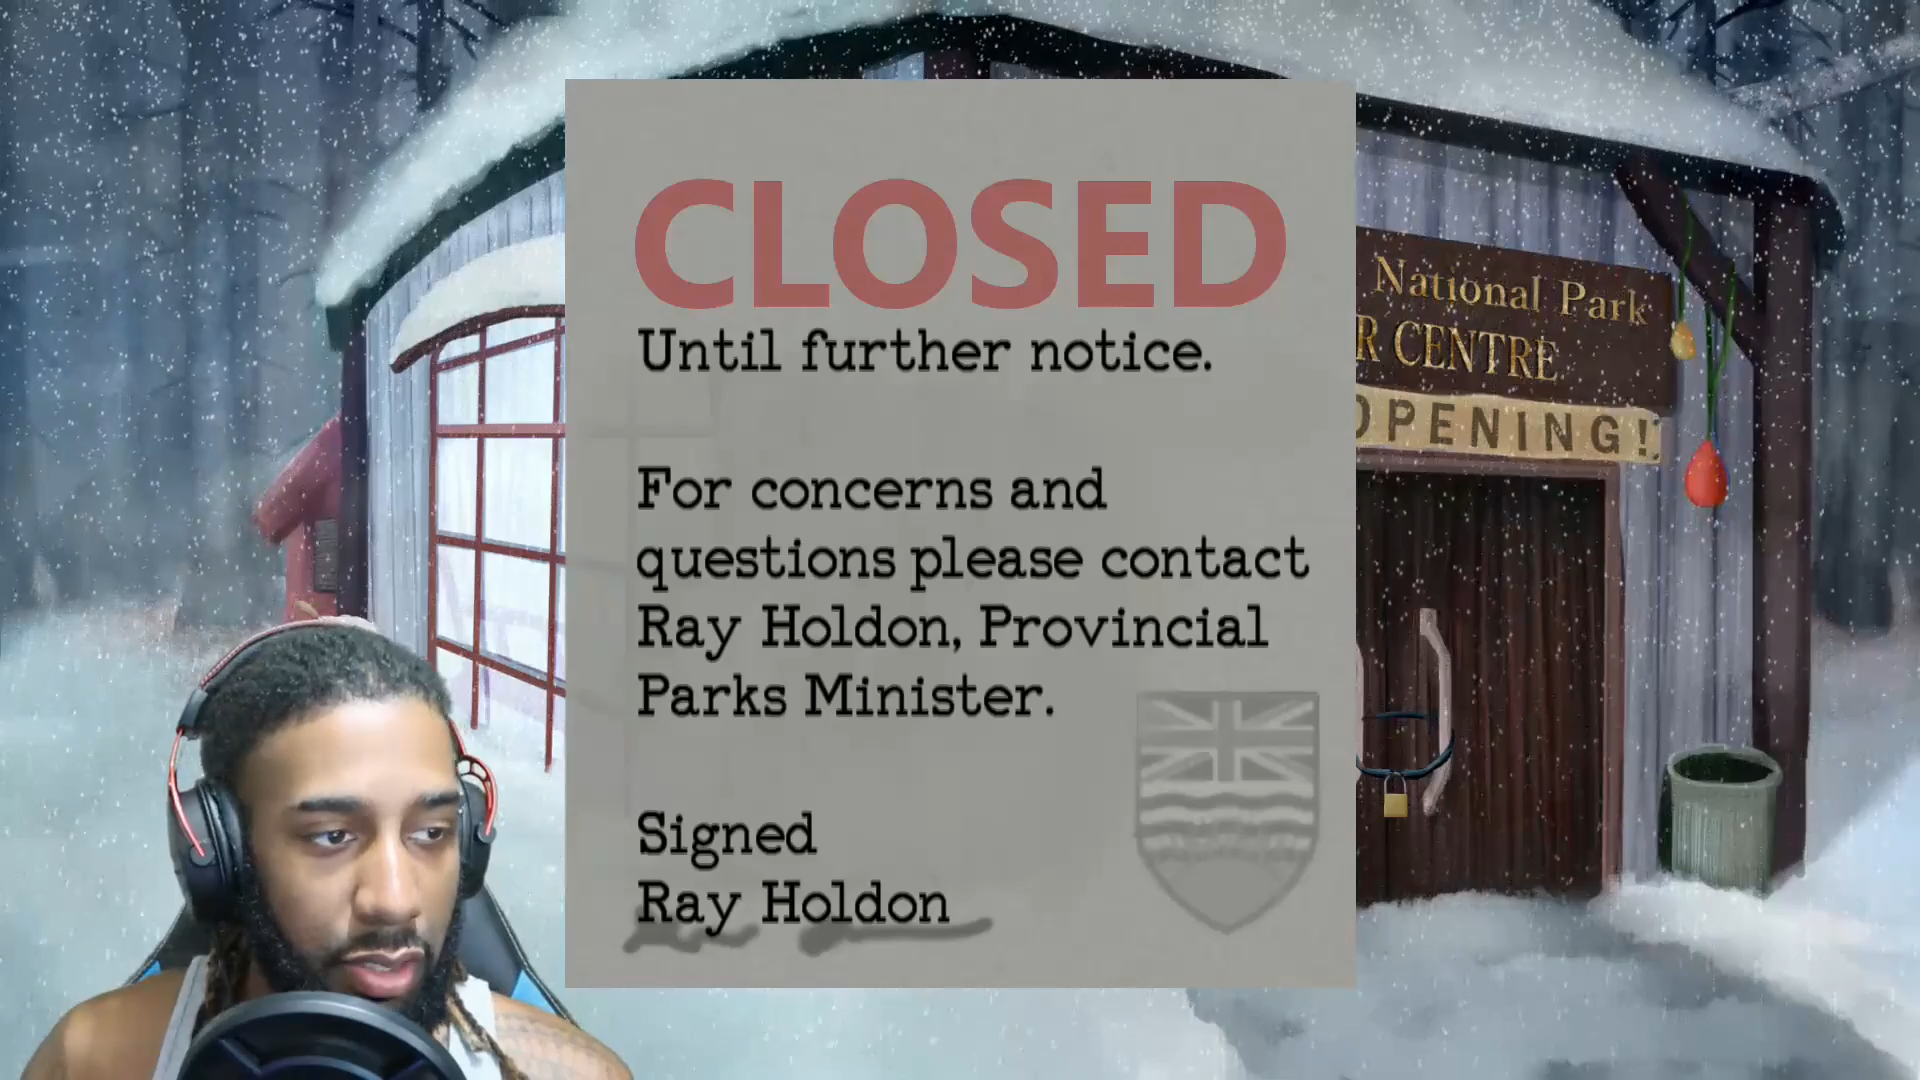 CLOSED
Until further notice.
For concerns and
questions please contact
Ray Holdon, Provincial
Parks Minister.
Signed
Ray Holdon
National Park
R CENTRE
OPENING!